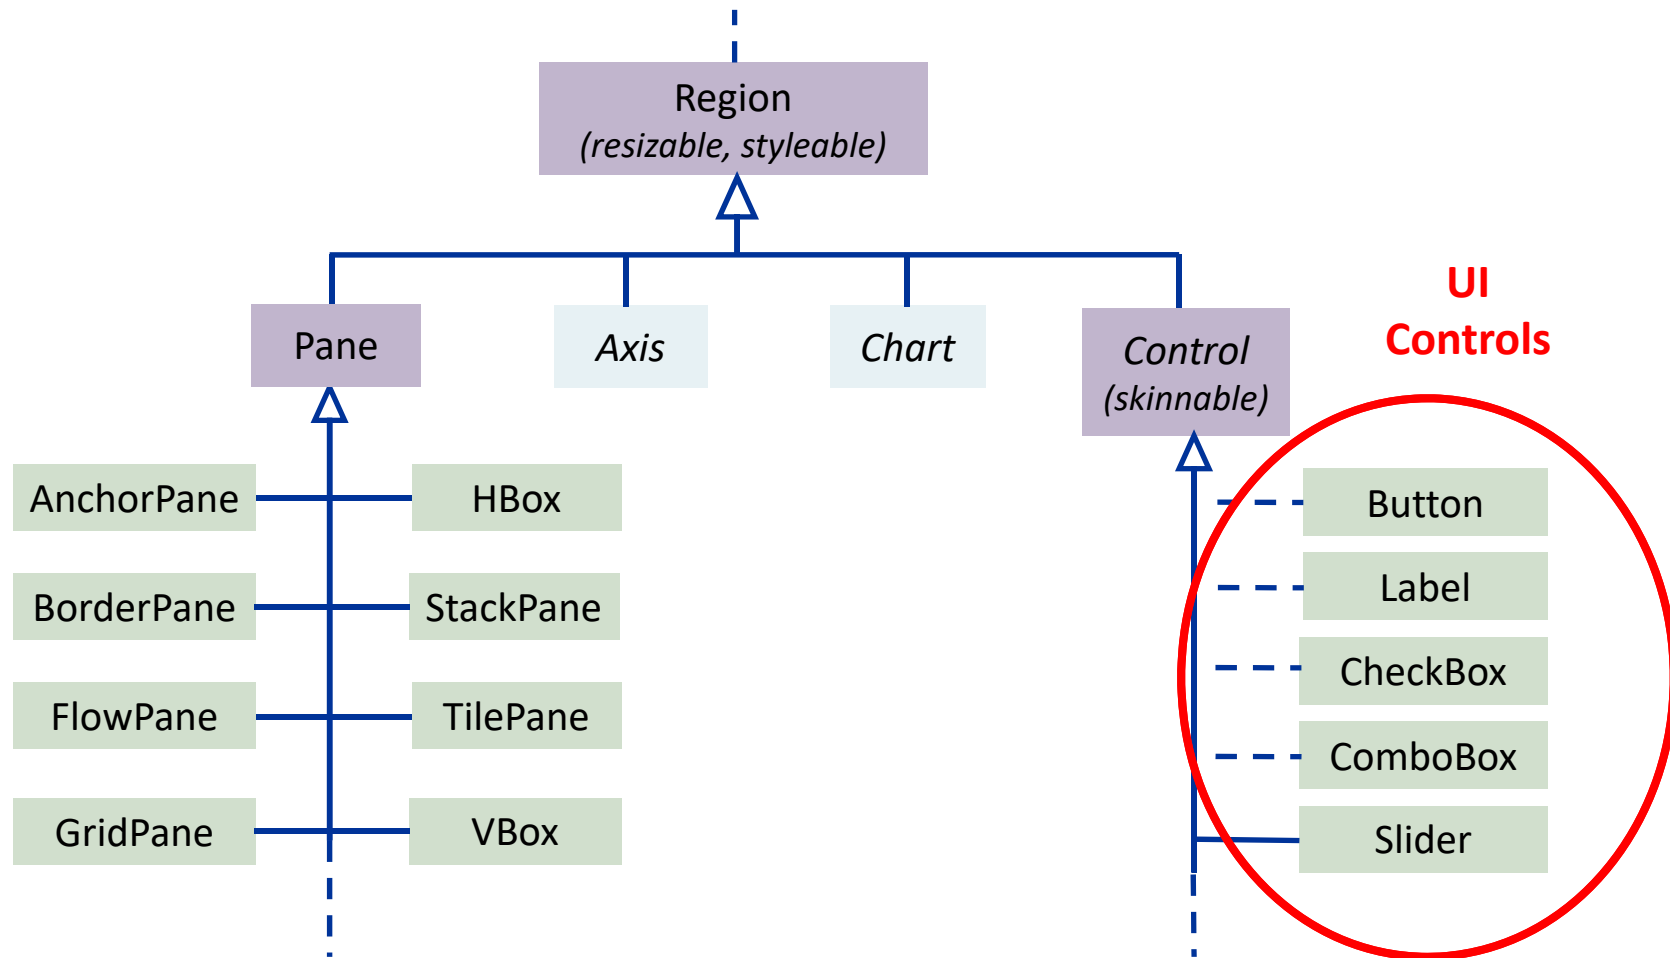 Region
(resizable, styleable)
UI
Controls
Pane
Axis
Chart
Control
(skinnable)
AnchorPane
HBox
Button
BorderPane
StackPane
Label
CheckBox
FlowPane
TilePane
ComboBox
GridPane
VBox
Slider